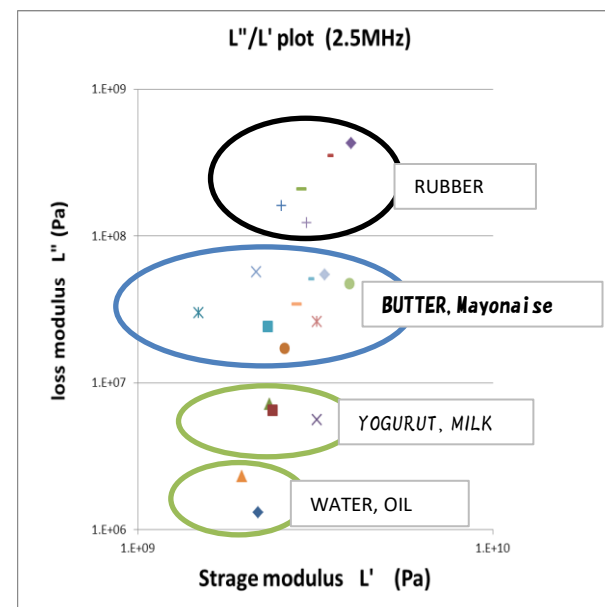 L"/L' plot (2.5MHz)
1.E+09
RUBBER
1.E+08
BUTTER, Mayonaise
loss modulus L" (Pa)
1.E+07
YOGURUT, MILK
WATER, OIL
1.E+06
1.E+09
1.E+10
Strage modulus L' (Pa)